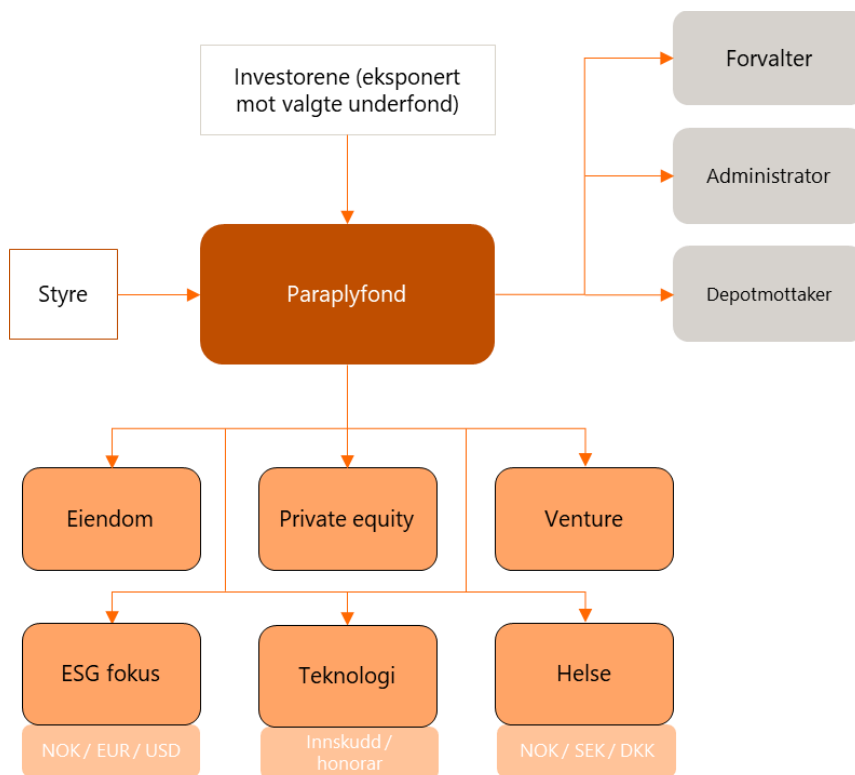 Forvalter
Investorene (eksponert
mot valgte underfond)
Administrator
Styre
Paraplyfond
Depotmottaker
Eiendom
Private equity
Venture
ESG fokus
Teknologi
Helse
NOK / EUR / USD
Innskudd /
honorar
NOK / SEK / DKK